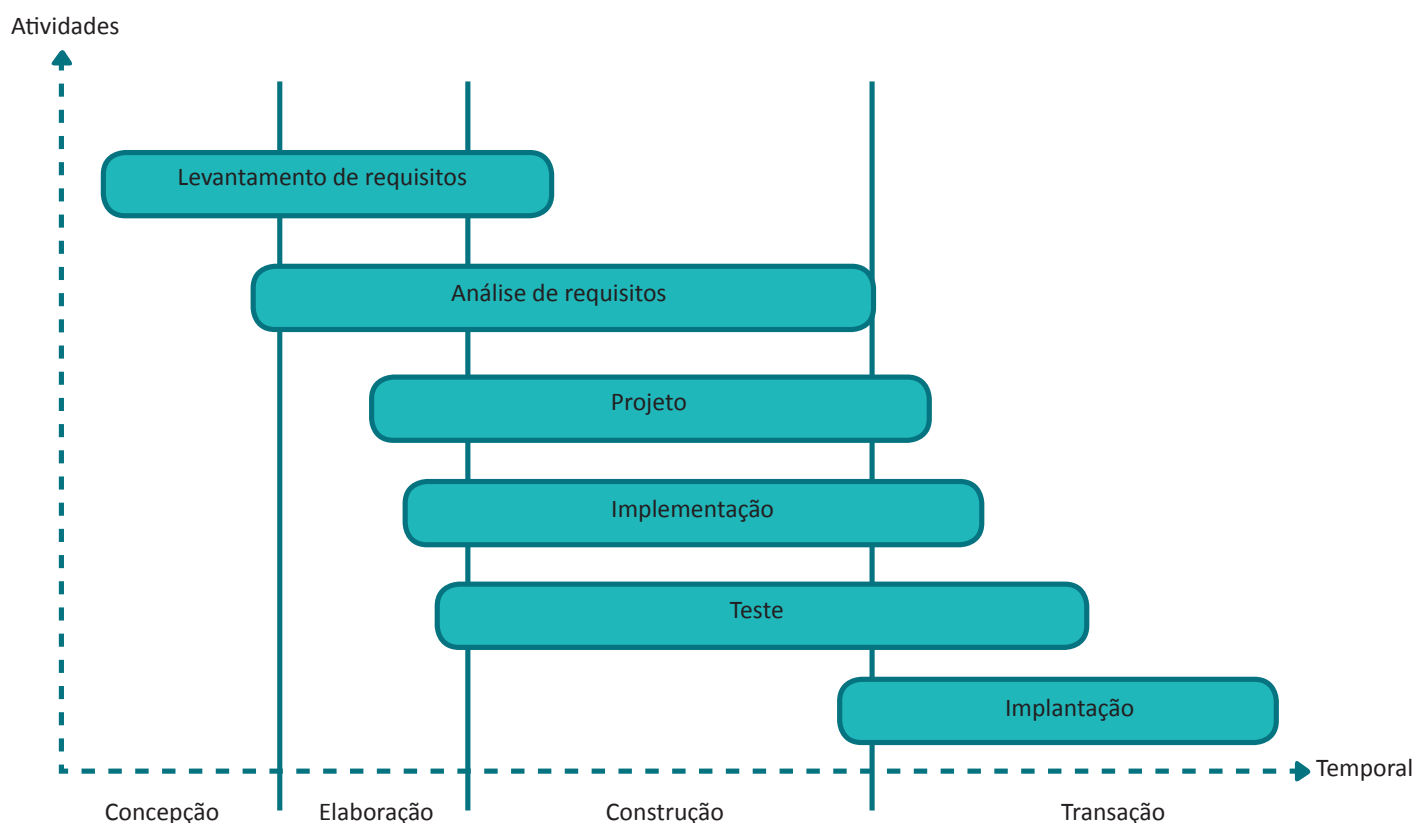 Atividades
Levantamento de requisitos
Análise de requisitos
Projeto
Implementação
Teste
Implantação
Temporal
Concepção
Elaboração
Construção
Transação